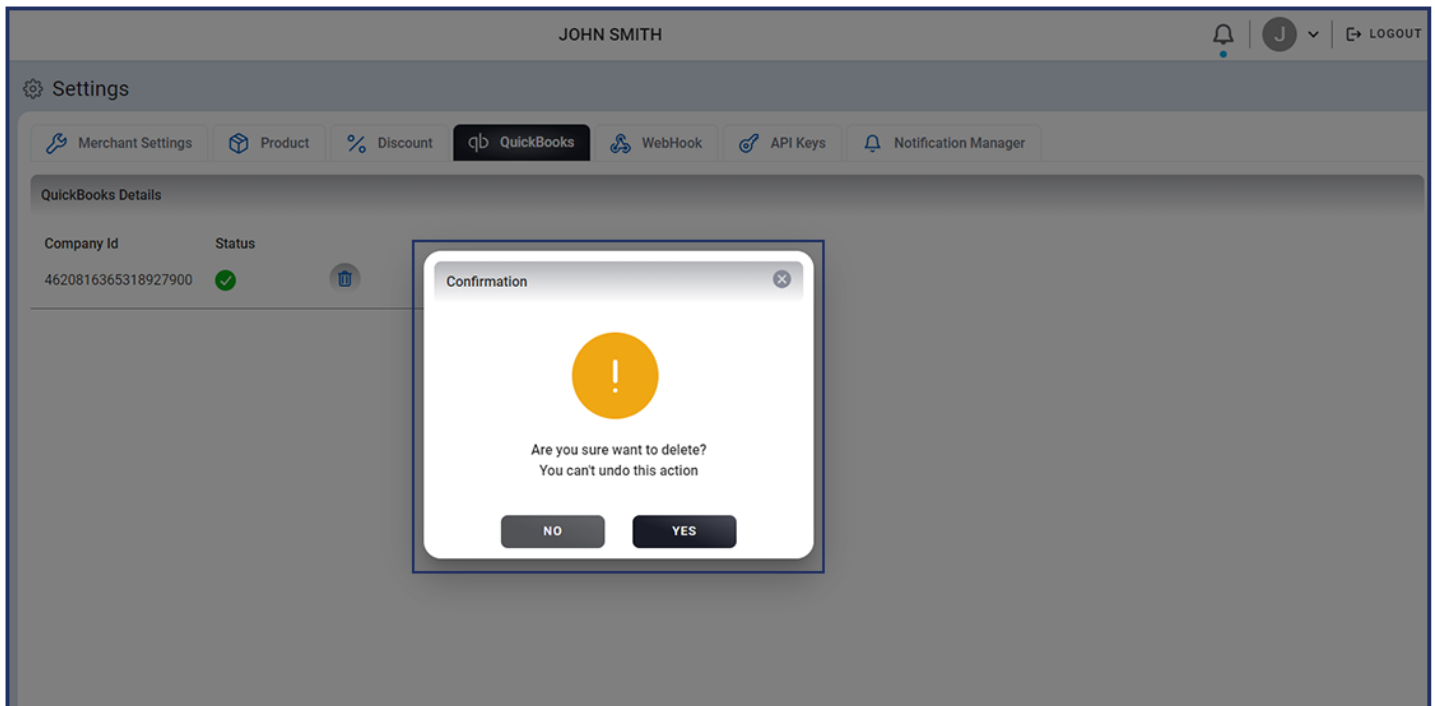 JOHN SMITH
J
LOGOUT
Settings
Merchant Settings
Product
Discount
qb QuickBooks
WebHook
API Keys
Notification Manager
QuickBooks Details
Company Id Status
4620816365318927900
Confirmation
!
Are you sure want to delete?
You can't undo this action
NO
YES